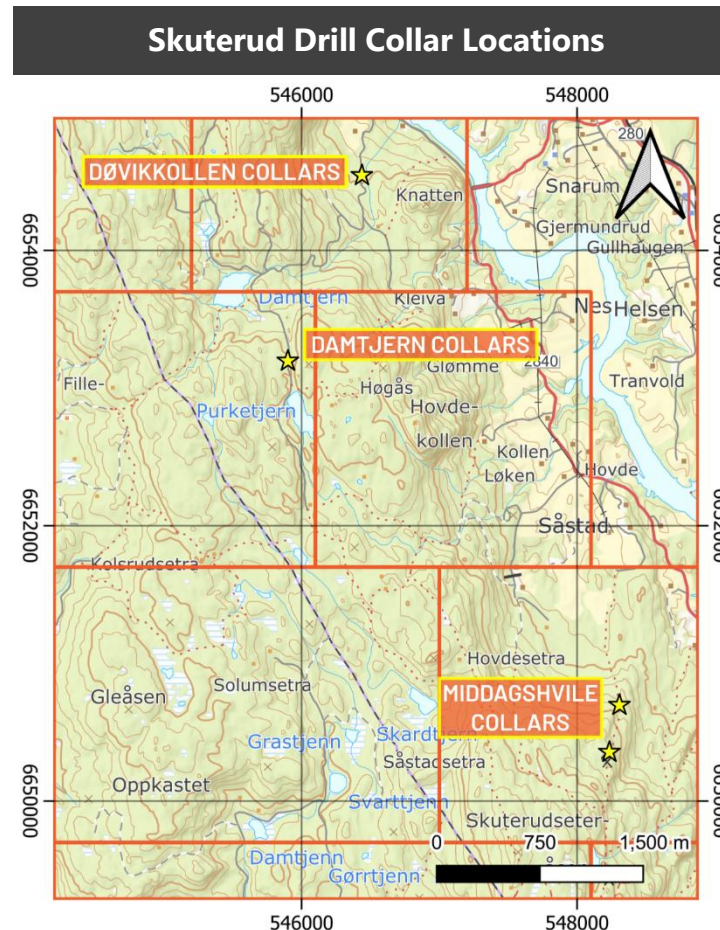 Skuterud Drill Collar Locations
546000
548000
280
DØVIKKOLLEN COLLARS
Knatten
Snarum
Gjermundrud
Gullhaugen
6654000
Damtjern
Kleiva
Nes
Helsen
DAMTJERN COLLARS
Glømme
2840
Fille-
Høgås
Tranvold
Purketjern
Hovde-
kollen
Kollen
Løken
Hovde
6652000
Såstad
Kolsrudsetra
Hovdesetra
Gleåsen
Solumsetra
MIDDAGSHVILE
COLLARS
Grastjenn
Såstadsetra
Oppkastet
Svarttjenn
6650000
Skuterudseter-
0 750 1,500 m
Damtjenn
Gørrtjenn
546000
548000